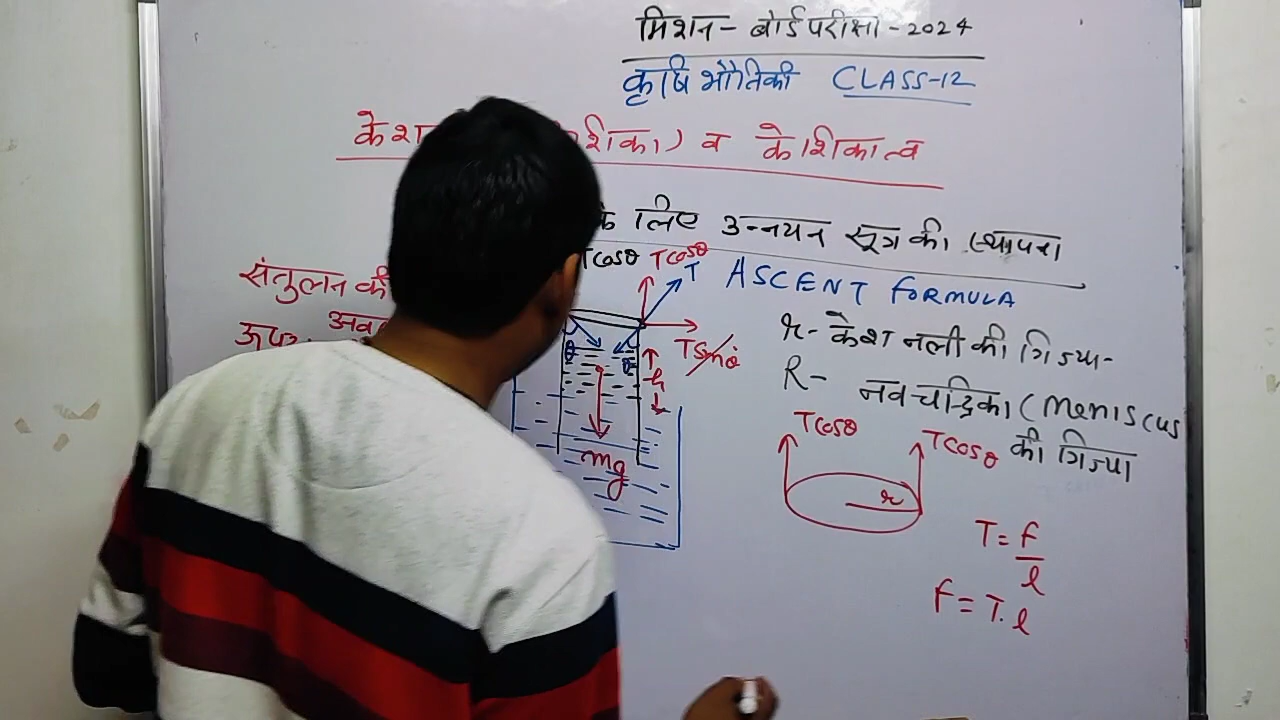 मिशन- बोर्ड परीक्षा-2024
कृषि भौतिकी CLASS-12
केश शिका) व केशिकात्व
के लिए उन्नयन सूत्र की स्थापना
ASCENT FORMULA
संतुलन की
Tcosθ Tcosθ
T
Tsinθ
θ θ
h
mg
r- केश नली की त्रिज्या-
R- नवचन्द्रिका (Meniscus
की त्रिज्या
Tcosθ Tcosθ
r
T= F/l
F= T.l